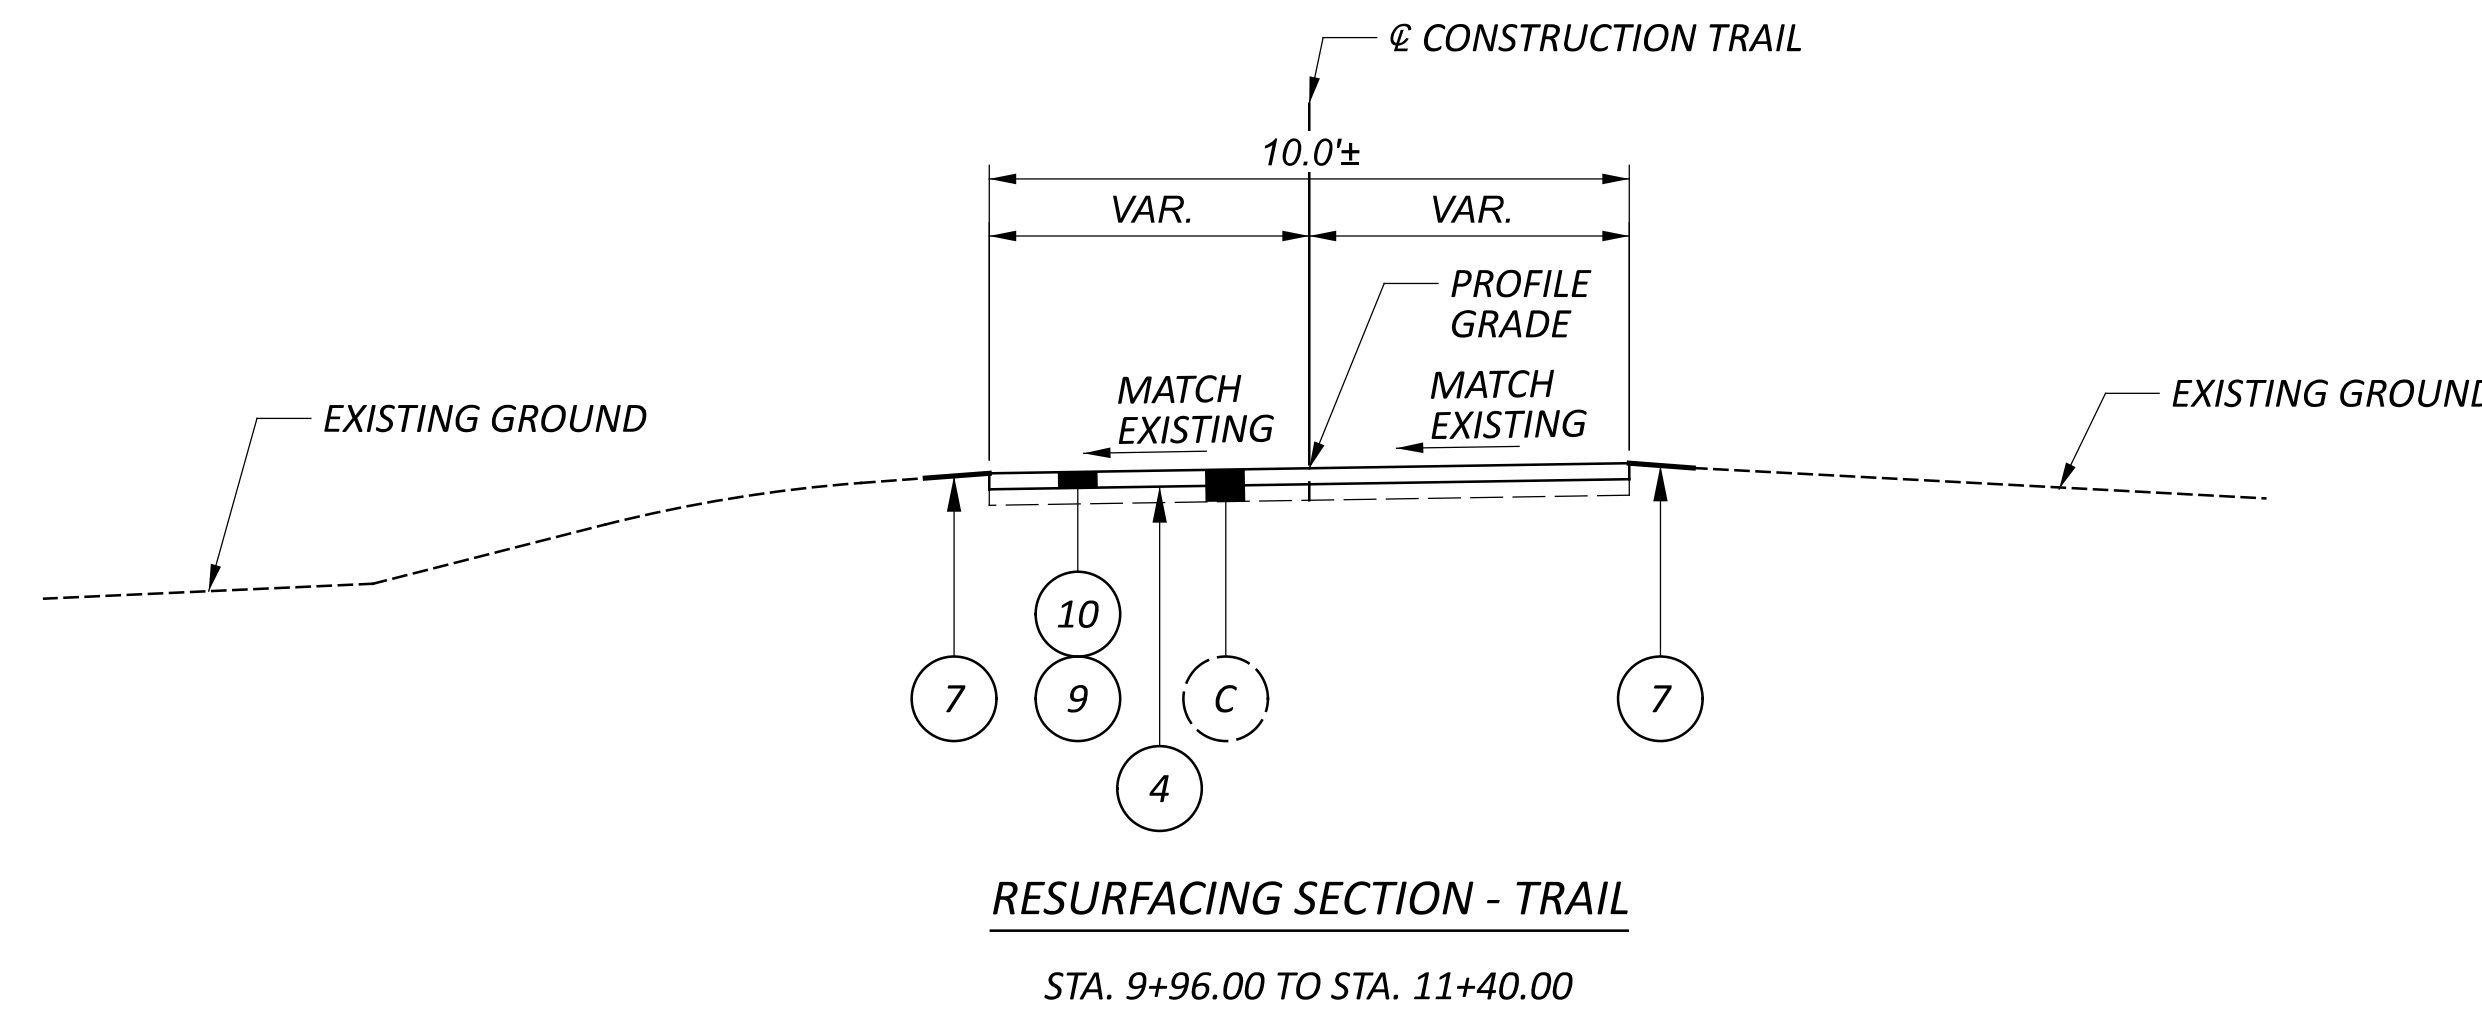 ℄ CONSTRUCTION TRAIL
10.0'±
VAR.
VAR.
PROFILE
GRADE
MATCH
EXISTING
MATCH
EXISTING
EXISTING GROUND
EXISTING GROUND
10
7
9
C
7
4
RESURFACING SECTION - TRAIL
STA. 9+96.00 TO STA. 11+40.00